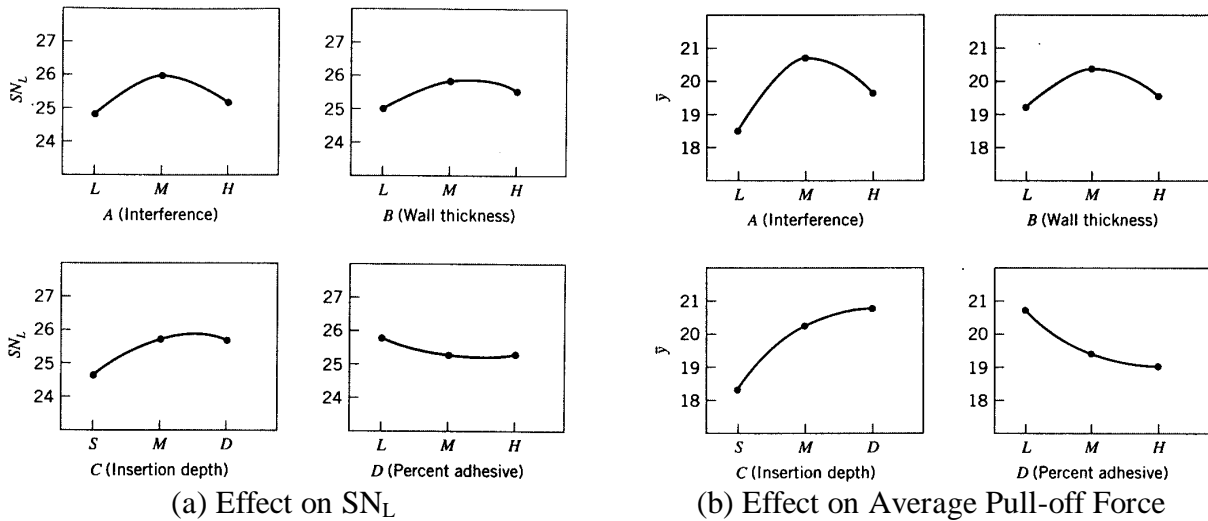 27
26
25
24
SN_L
L M H
A (Interference)
27
26
25
24
L M H
B (Wall thickness)
21
20
19
18
ȳ
L M H
A (Interference)
21
20
19
18
L M H
B (Wall thickness)
27
26
25
24
SN_L
S M D
C (Insertion depth)
27
26
25
24
L M H
D (Percent adhesive)
21
20
19
18
ȳ
S M D
C (Insertion depth)
21
20
19
18
L M H
D (Percent adhesive)
(a) Effect on SN_L
(b) Effect on Average Pull-off Force